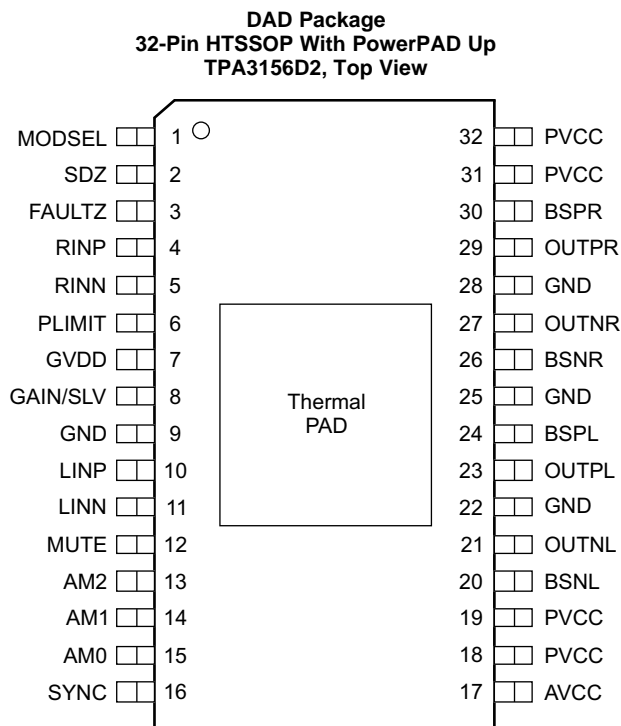 DAD Package
32-Pin HTSSOP With PowerPAD Up
TPA3156D2, Top View
MODSEL 1 32 PVCC
SDZ 2 31 PVCC
FAULTZ 3 30 BSPR
RINP 4 29 OUTPR
RINN 5 28 GND
PLIMIT 6 27 OUTNR
GVDD 7 26 BSNR
GAIN/SLV 8 25 GND
GND 9 24 BSPL
LINP 10 23 OUTPL
LINN 11 22 GND
MUTE 12 21 OUTNL
AM2 13 20 BSNL
AM1 14 19 PVCC
AM0 15 18 PVCC
SYNC 16 17 AVCC
Thermal
PAD